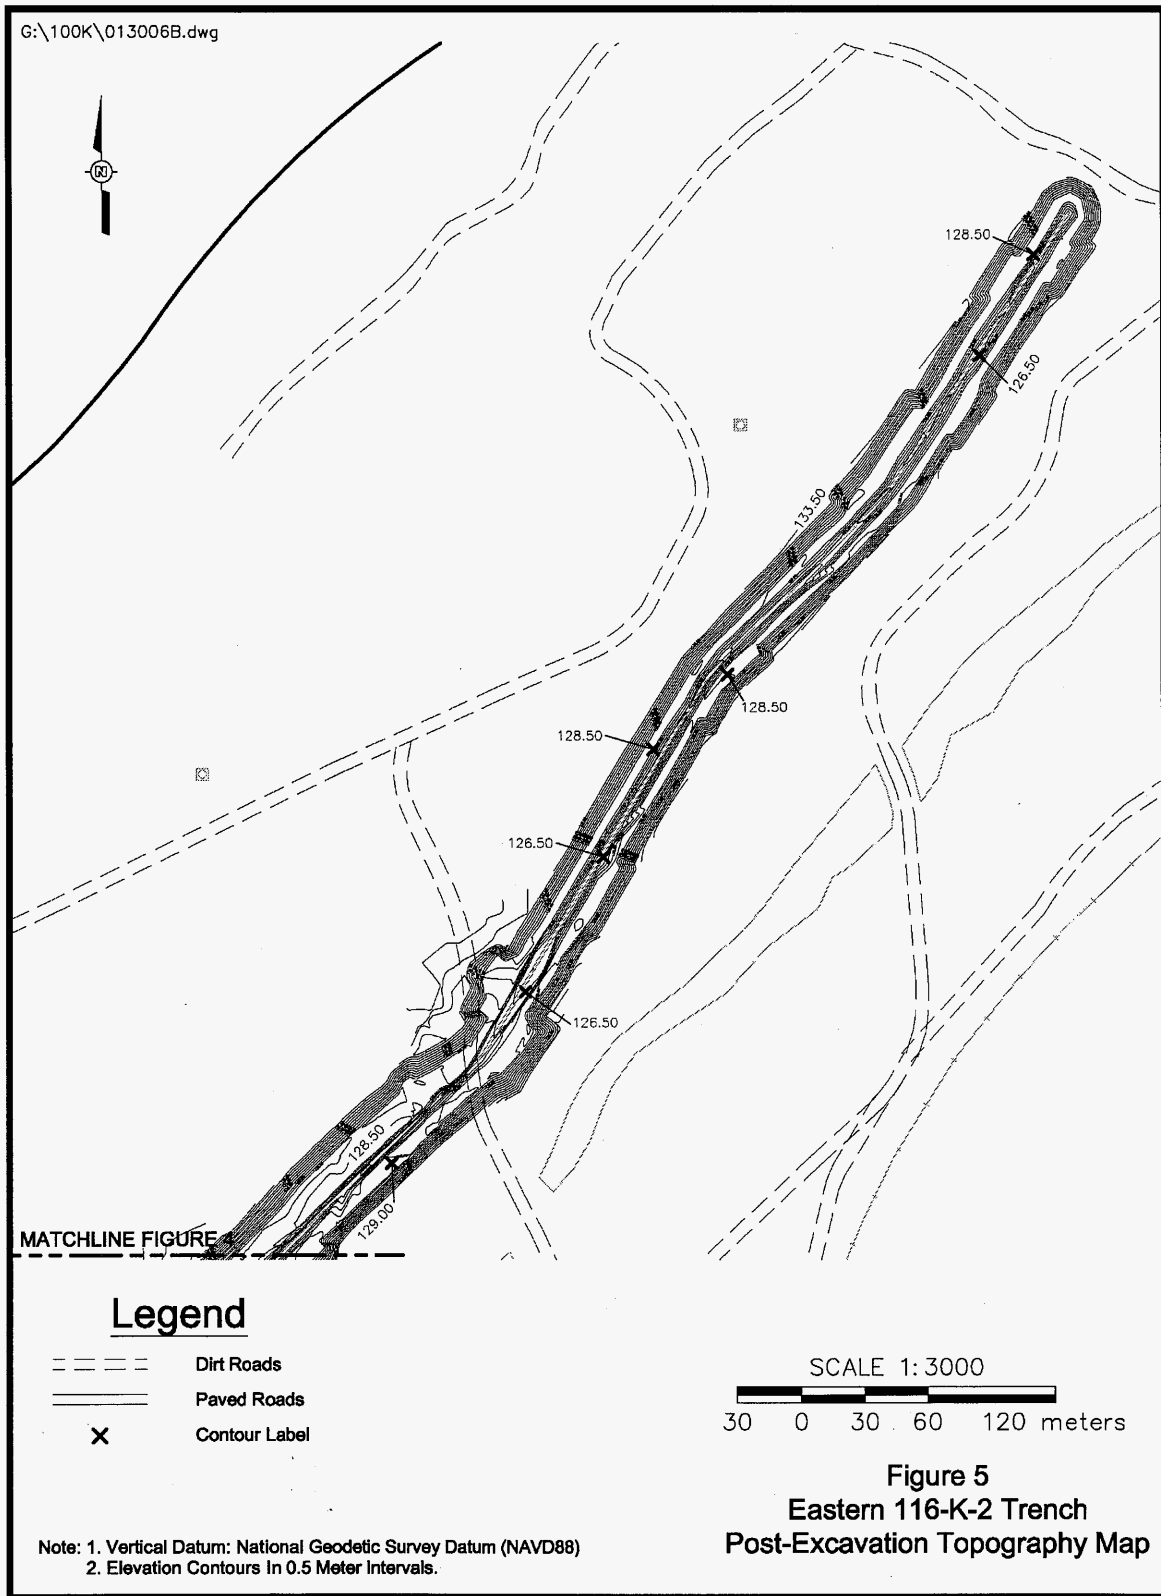 G:\100K\013006B.dwg
N
128.50
126.50
133.50
128.50
128.50
126.50
126.50
128.50
129.00
MATCHLINE FIGURE 4
Legend
Dirt Roads
Paved Roads
Contour Label
SCALE 1:3000
30 0 30 60 120 meters
Figure 5
Eastern 116-K-2 Trench
Post-Excavation Topography Map
Note: 1. Vertical Datum: National Geodetic Survey Datum (NAVD88)
2. Elevation Contours In 0.5 Meter Intervals.